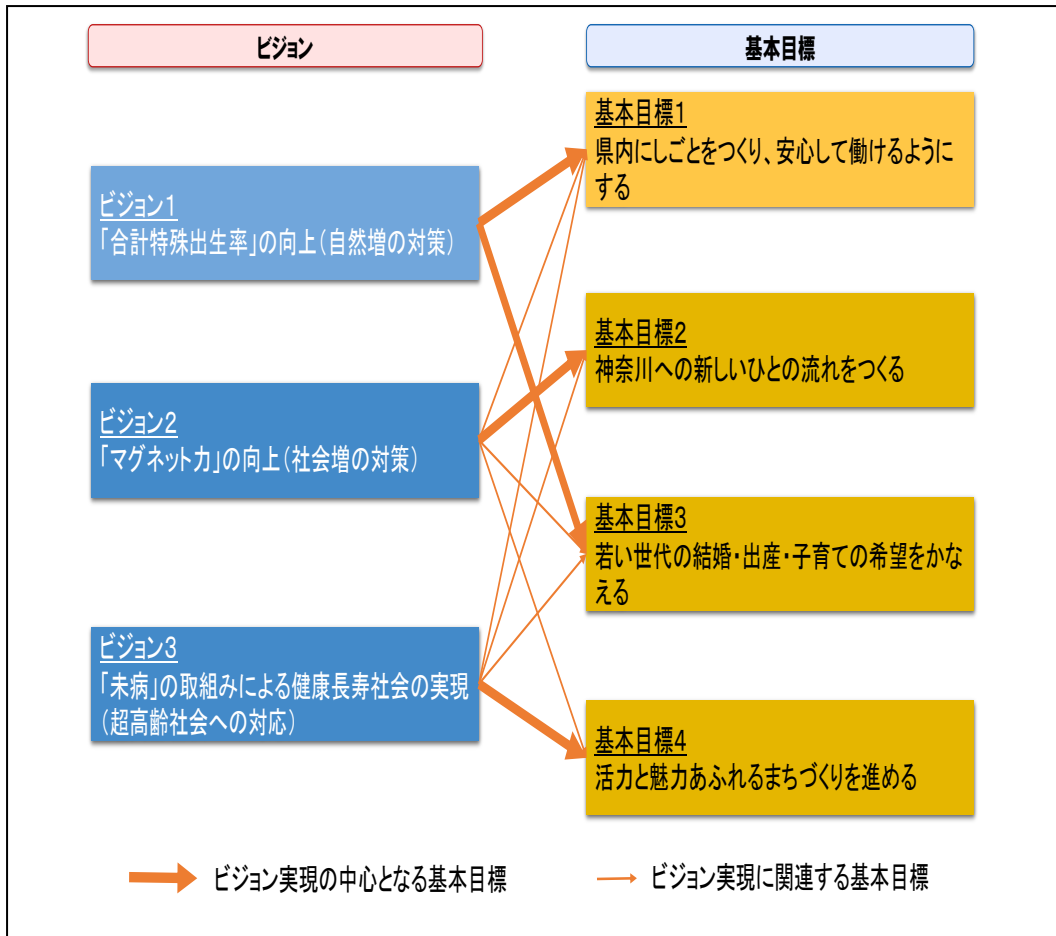 ビジョン
基本目標
ビジョン1
「合計特殊出生率」の向上(自然増の対策)
ビジョン2
「マグネット力」の向上(社会増の対策)
ビジョン3
「未病」の取組みによる健康長寿社会の実現
(超高齢社会への対応)
基本目標1
県内にしごとをつくり、安心して働けるように
する
基本目標2
神奈川への新しいひとの流れをつくる
基本目標3
若い世代の結婚・出産・子育ての希望をかな
える
基本目標4
活力と魅力あふれるまちづくりを進める
ビジョン実現の中心となる基本目標
ビジョン実現に関連する基本目標